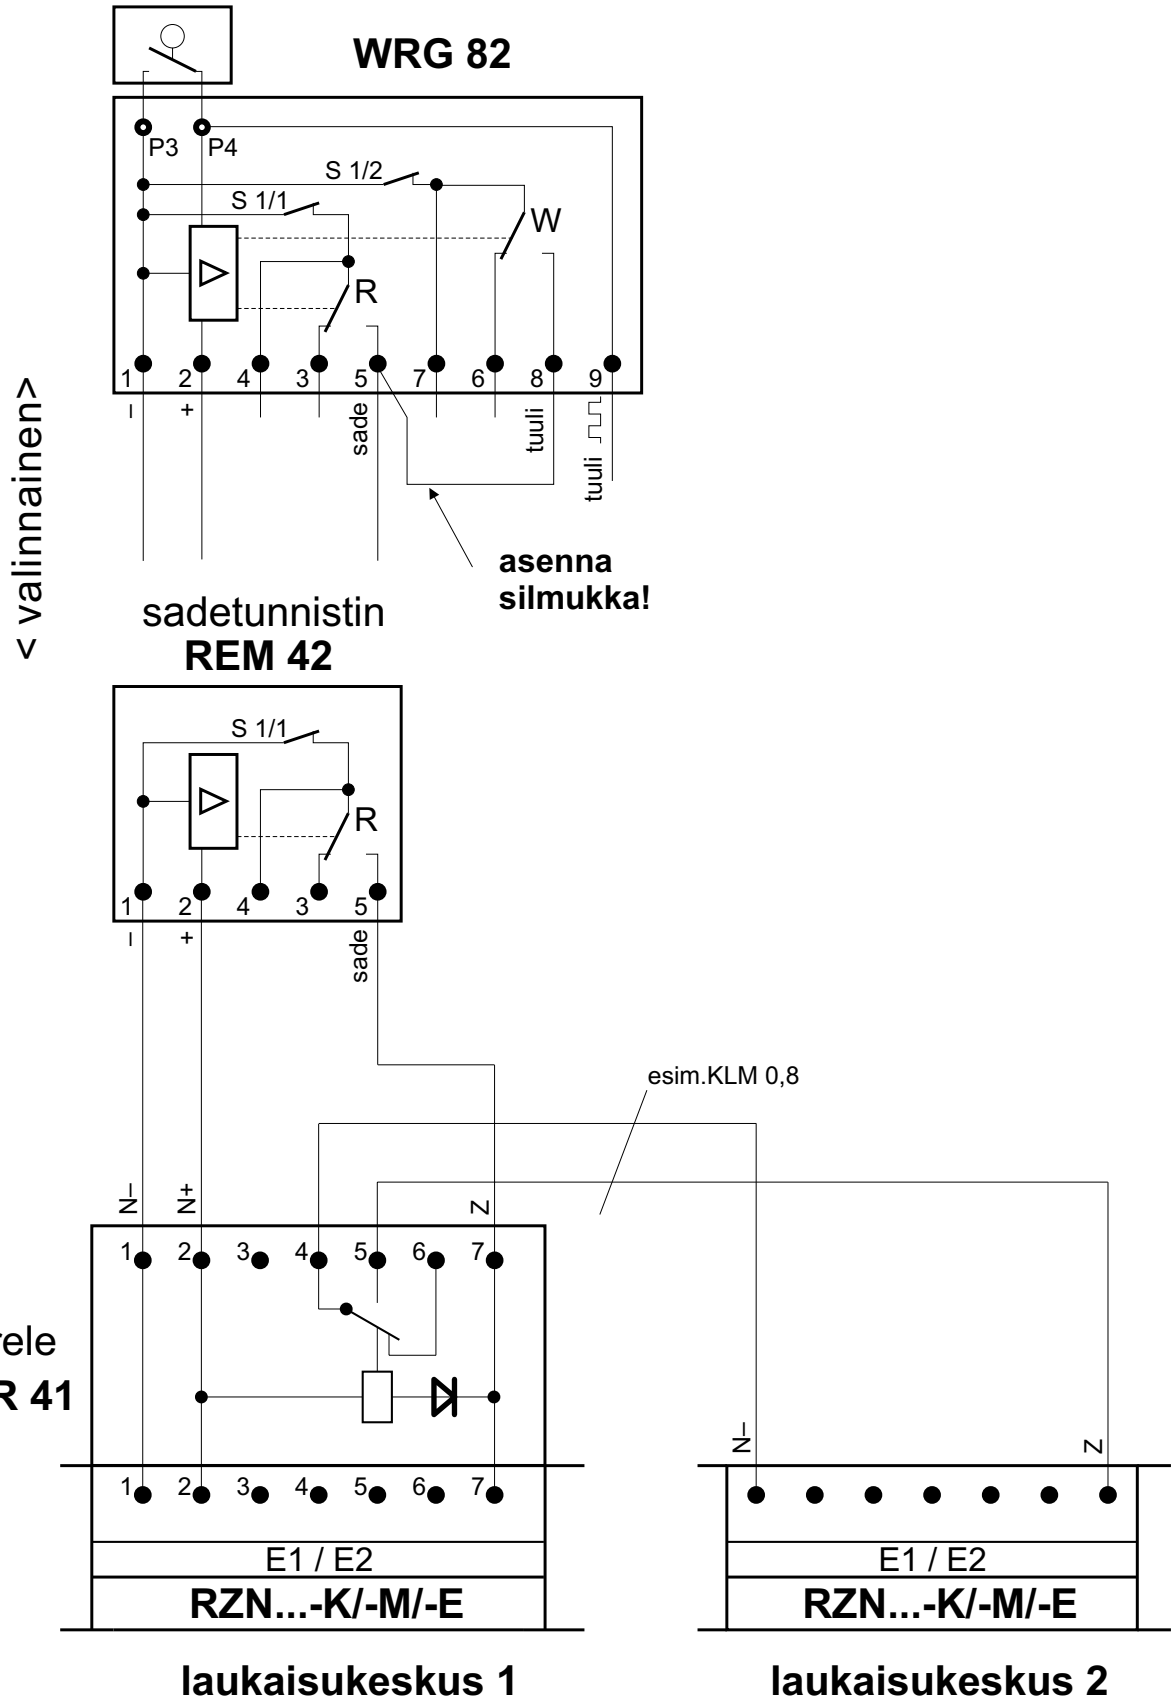 WRG 82
P3 P4
S 1/2
S 1/1
W
R
1 2 4 3 5 7 6 8 9
– + sade tuuli tuuli
< valinnainen>
asenna
silmukka!
sadetunnistin
REM 42
S 1/1
R
1 2 4 3 5
– + sade
esim.KLM 0,8
N– N+ Z
1 2 3 4 5 6 7
rele
R 41
N– Z
1 2 3 4 5 6 7
E1 / E2
E1 / E2
RZN...-K/-M/-E
RZN...-K/-M/-E
laukaisukeskus 1
laukaisukeskus 2